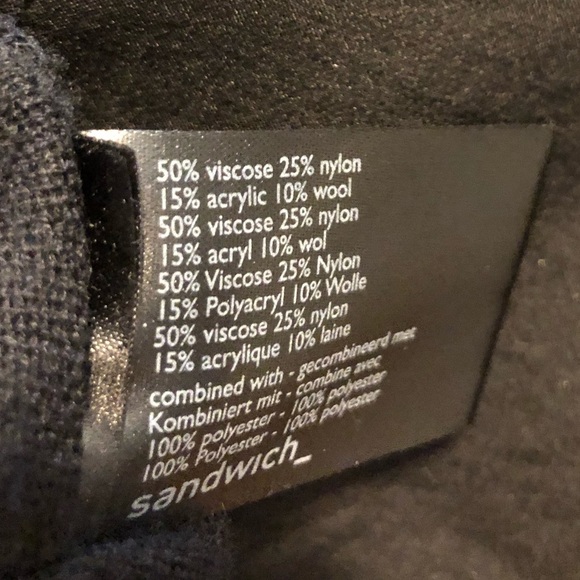 50% viscose 25% nylon
15% acrylic 10% wool
50% viscose 25% nylon
15% acryl 10% wol
50% Viscose 25% Nylon
15% Polyacryl 10% Wolle
50% viscose 25% nylon
15% acrylique 10% laine
combined with - gecombineerd met
Kombiniert mit - combine avec
100% polyester - 100% polyester
100% Polyester - 100% polyester
sandwich_